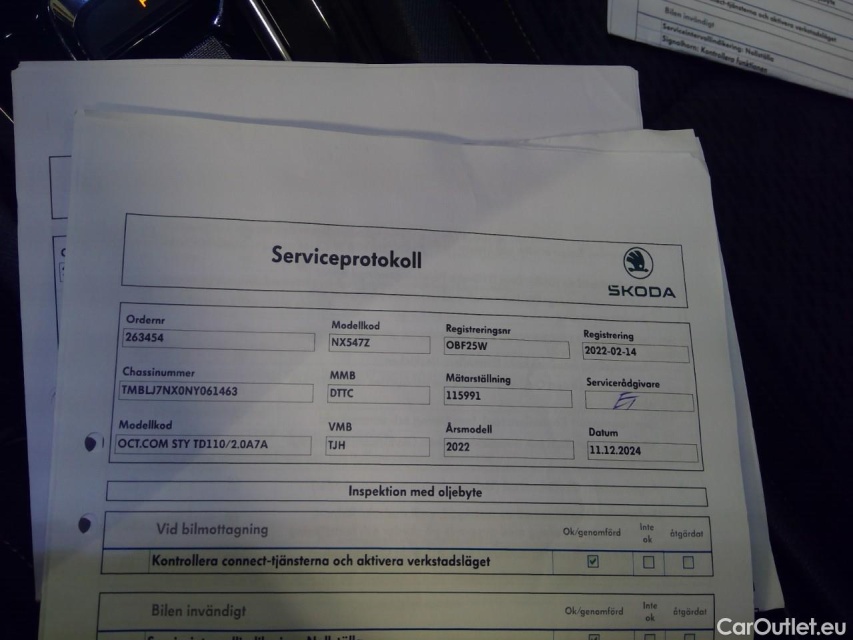 Bilen invändigt
Serviceintervallindikering: Nollställa
Signalhorn: Kontrollera funktionen
Serviceprotokoll
SKODA
Ordernr Modellkod Registreringsnr Registrering
263454 NX547Z OBF25W 2022-02-14
Chassinummer MMB Mätarställning Servicerådgivare
TMBLJ7NX0NY061463 DTTC 115991
Modellkod VMB Årsmodell Datum
OCT.COM STY TD110/2.0A7A TJH 2022 11.12.2024
Inspektion med oljebyte
Vid bilmottagning Ok/genomförd Inte ok åtgärdat
Kontrollera connect-tjänsterna och aktivera verkstadsläget
Bilen invändigt Ok/genomförd Inte ok åtgärdat
CarOutlet.eu